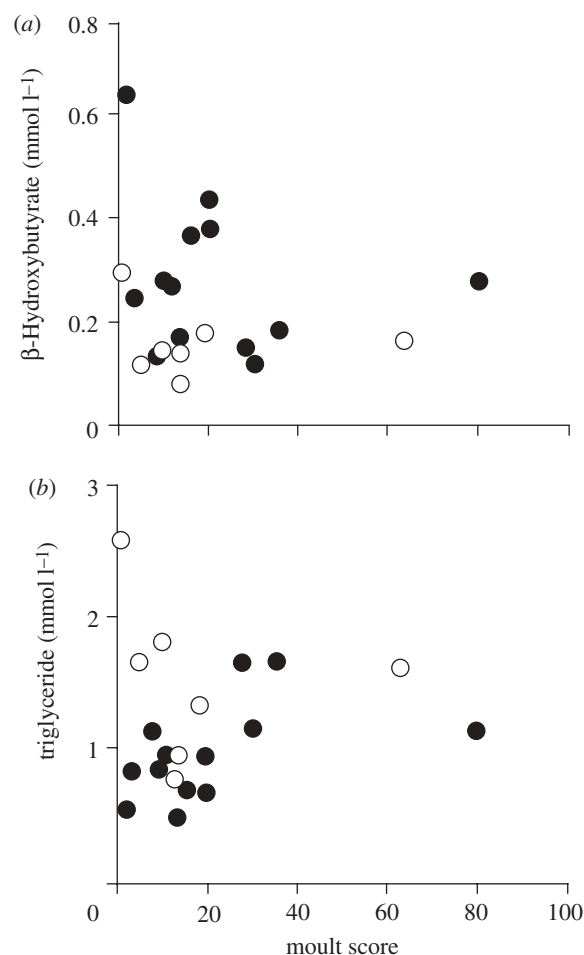 (a)
0.8
0.6
0.4
0.2
0
β-Hydroxybutyrate (mmol l⁻¹)
(b)
3
2
1
triglyceride (mmol l⁻¹)
0 20 40 60 80 100
moult score